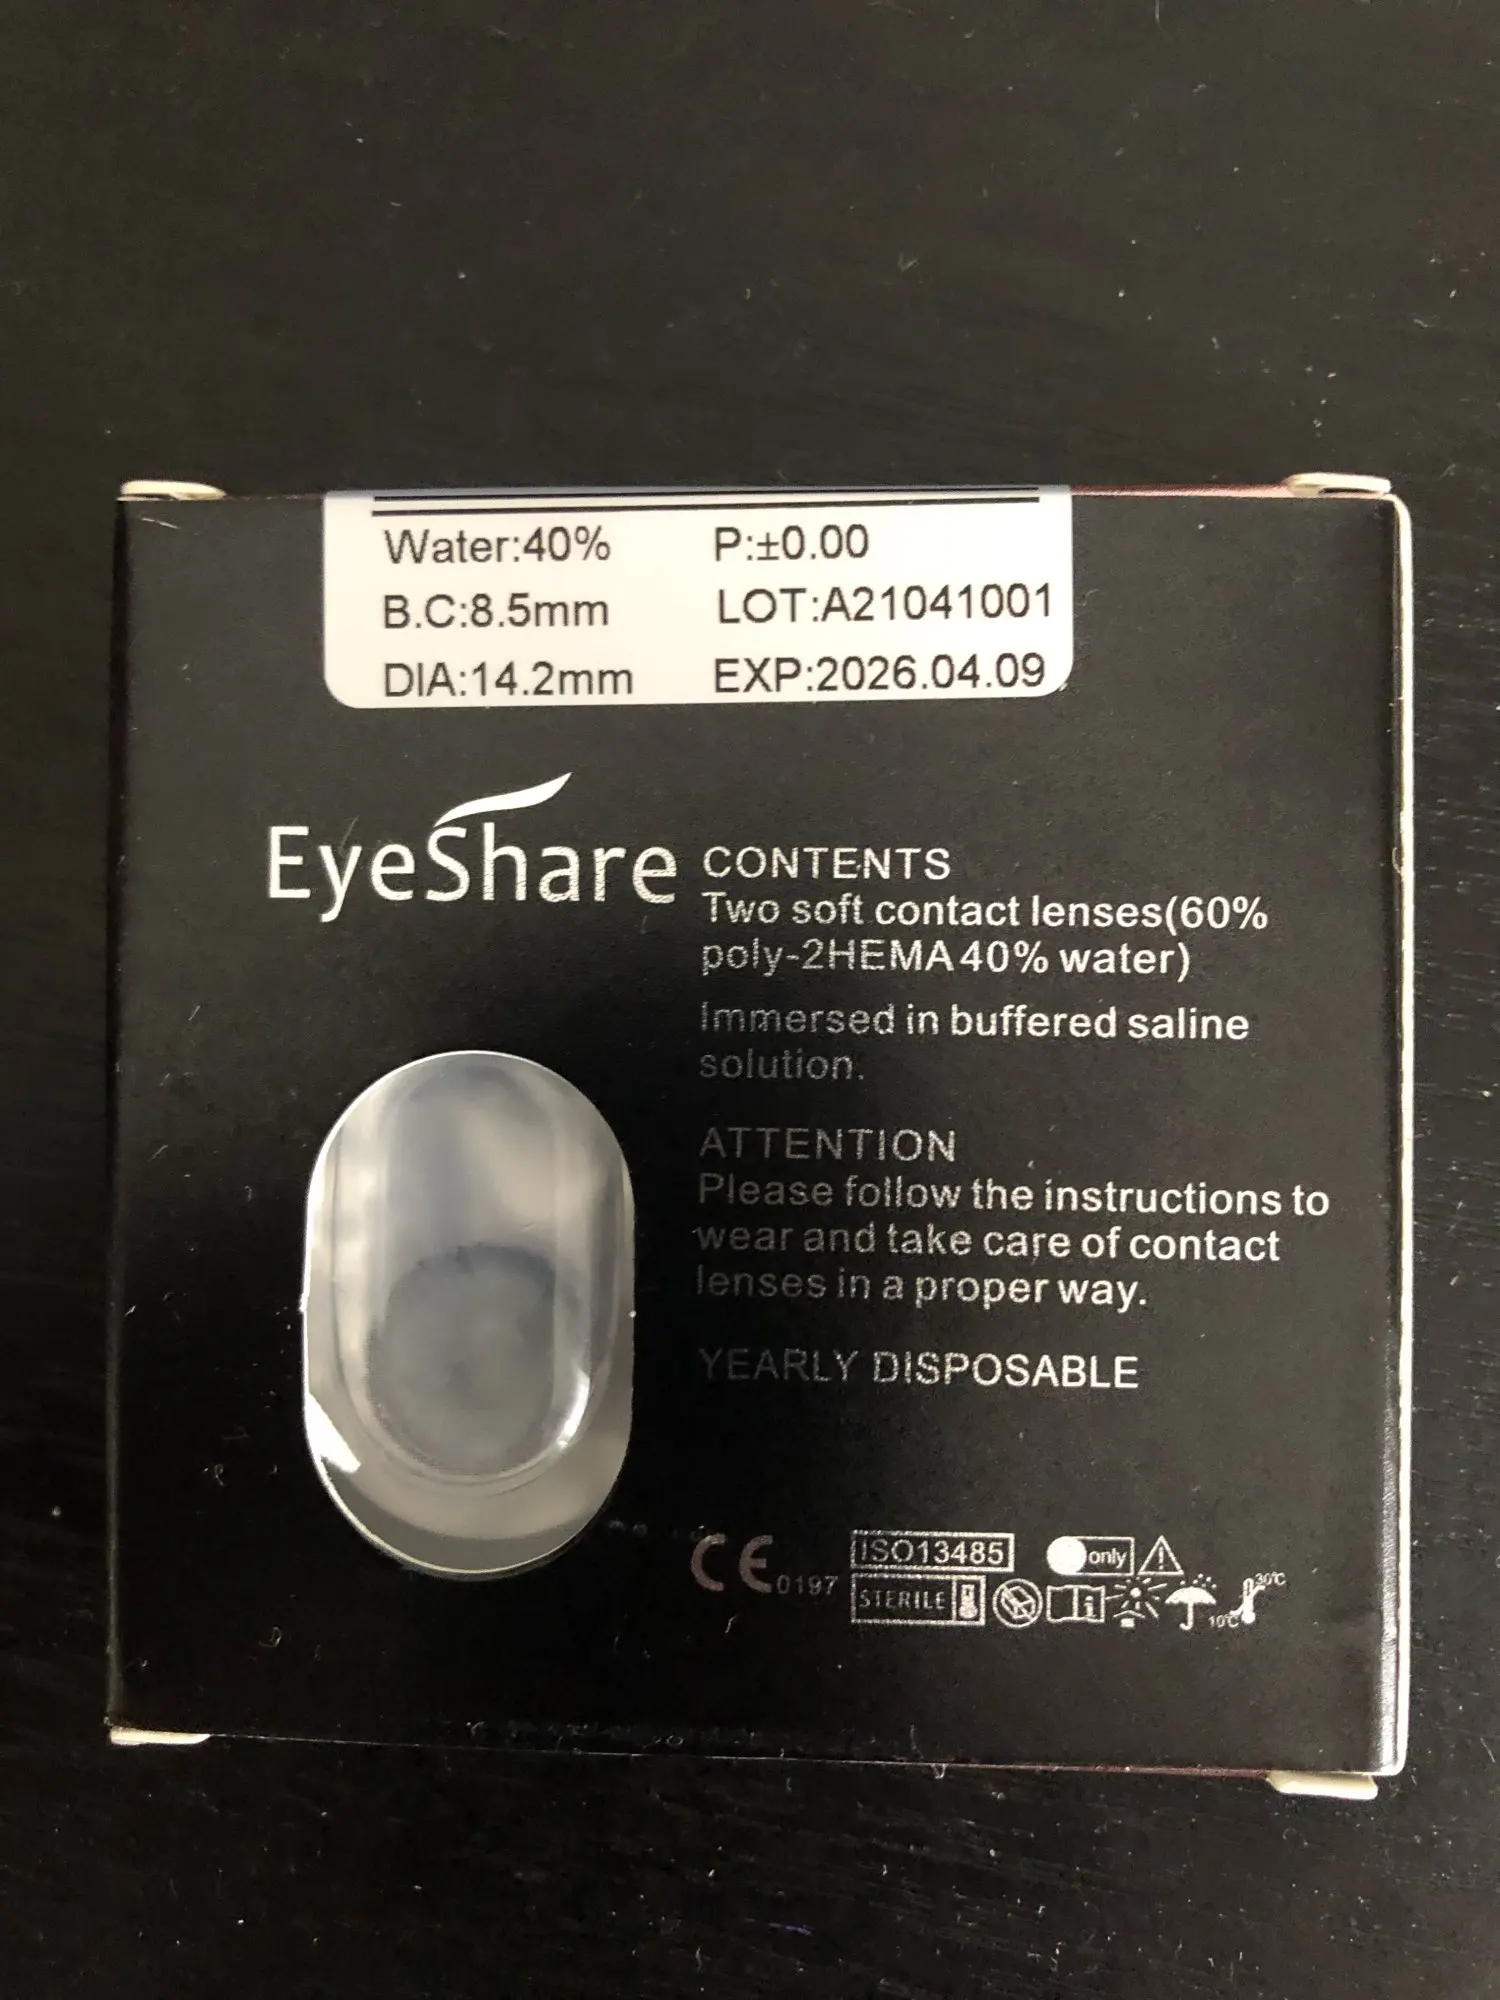 Water:40% P:±0.00
B.C:8.5mm LOT:A21041001
DIA:14.2mm EXP:2026.04.09
EyeShare
CONTENTS
Two soft contact lenses(60%
poly-2HEMA 40% water)
Immersed in buffered saline
solution.
ATTENTION
Please follow the instructions to
wear and take care of contact
lenses in a proper way.
YEARLY DISPOSABLE
CE 0197
ISO13485
only
STERILE
i
30°C
10°C